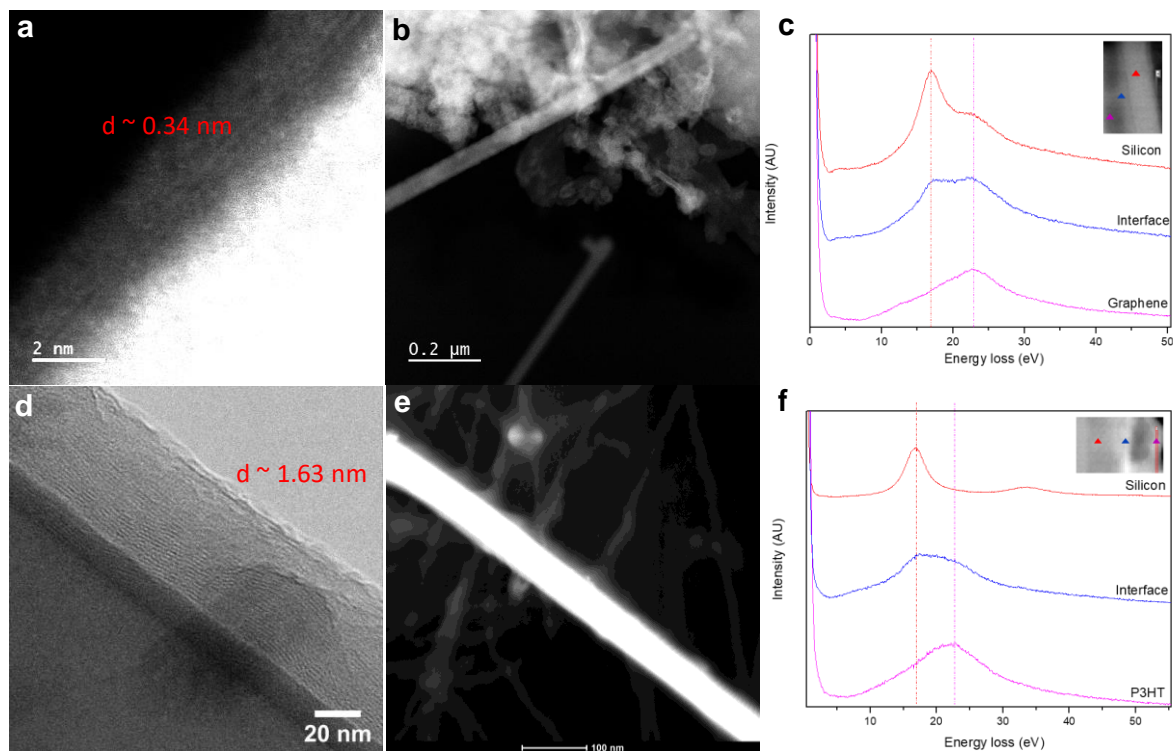 a
d ~ 0.34 nm
2 nm
b
0.2 µm
c
Intensity (AU)
Silicon
Interface
Graphene
0 10 20 30 40 50
Energy loss (eV)
d
d ~ 1.63 nm
20 nm
e
100 nm
f
Intensity (AU)
Silicon
Interface
P3HT
10 20 30 40 50
Energy loss (eV)